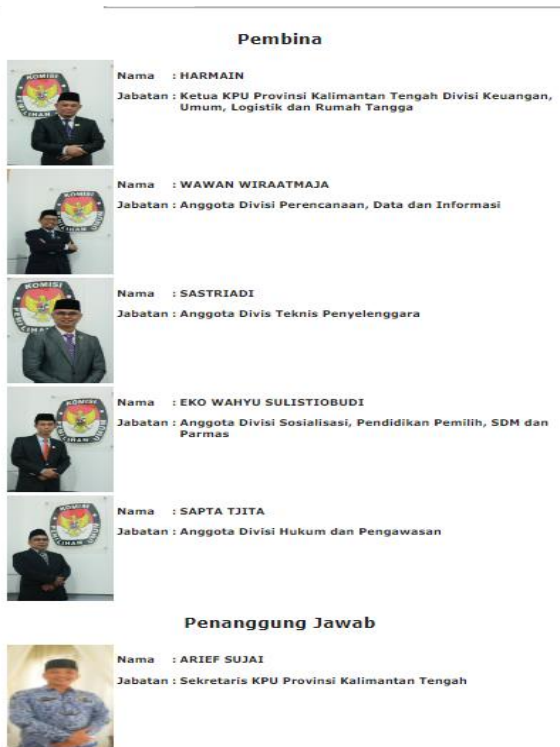 Pembina
Nama : HARMAIN
Jabatan : Ketua KPU Provinsi Kalimantan Tengah Divisi Keuangan,
Umum, Logistik dan Rumah Tangga
Nama : WAWAN WIRAATMAJA
Jabatan : Anggota Divisi Perencanaan, Data dan Informasi
Nama : SASTRIADI
Jabatan : Anggota Divis Teknis Penyelenggara
Nama : EKO WAHYU SULISTIOBUDI
Jabatan : Anggota Divisi Sosialisasi, Pendidikan Pemilih, SDM dan
Parmas
Nama : SAPTA TJITA
Jabatan : Anggota Divisi Hukum dan Pengawasan
Penanggung Jawab
Nama : ARIEF SUJAI
Jabatan : Sekretaris KPU Provinsi Kalimantan Tengah